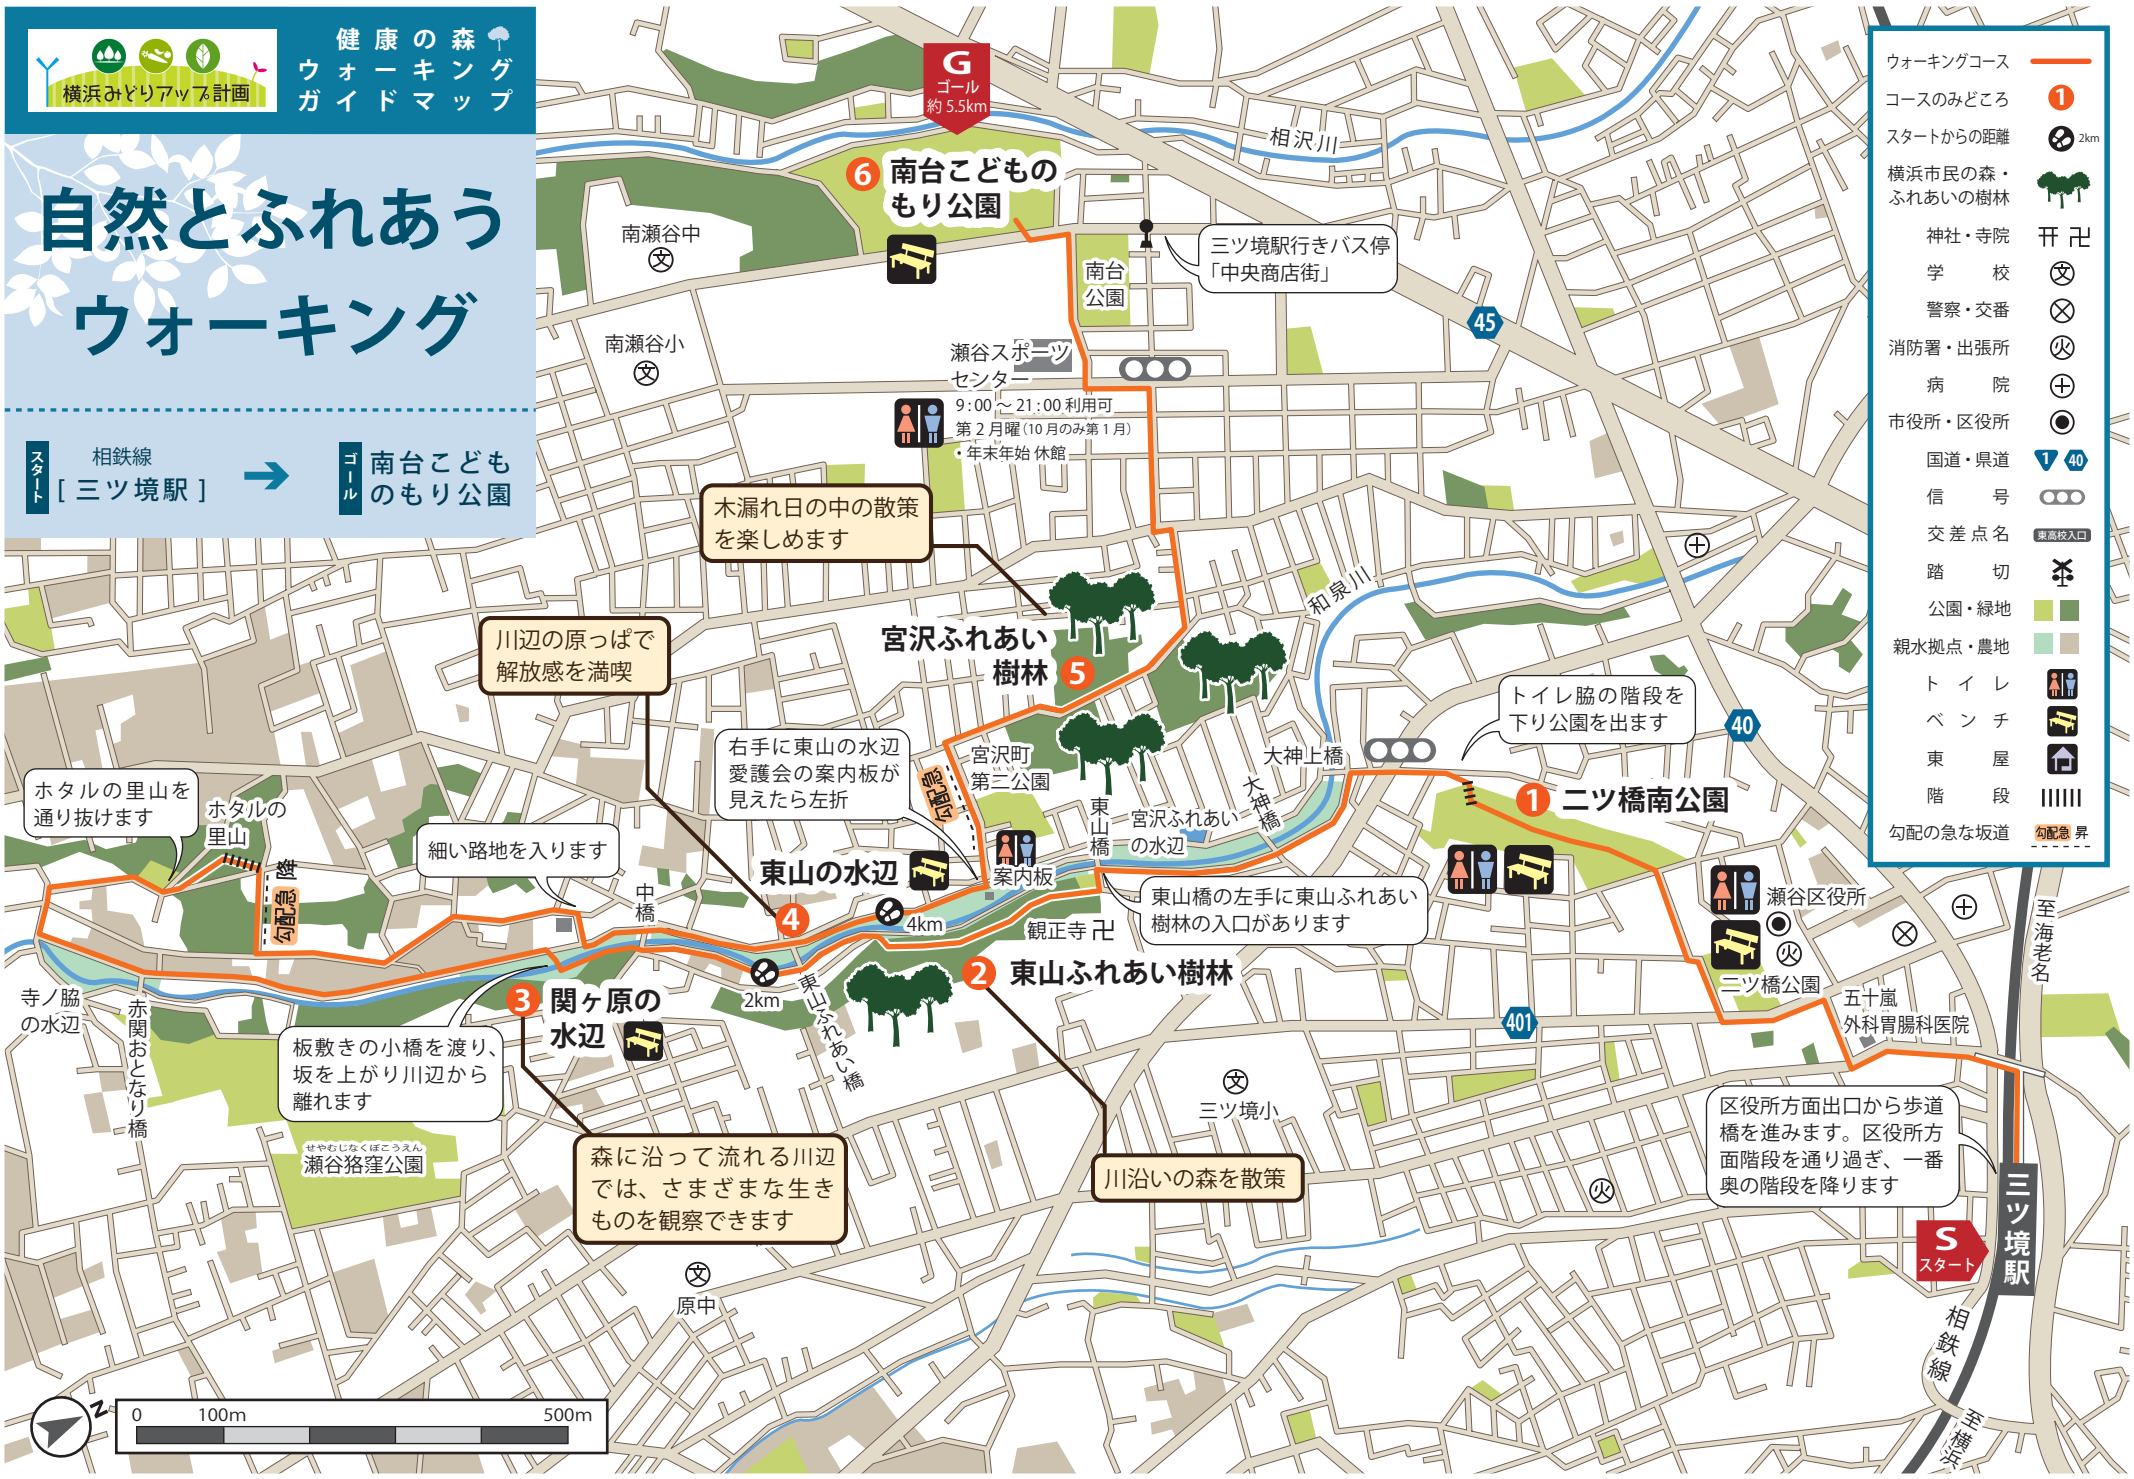 横浜みどりアップ計画
健康の森
ウォーキング
ガイドマップ
自然とふれあう
ウォーキング
スタート
相鉄線
[ 三ツ境駅 ]
ゴール
南台こども
のもり公園
G
ゴール
約 5.5km
相沢川
6 南台こどもの
もり公園
南瀬谷中
文
三ツ境駅行きバス停
「中央商店街」
南台
公園
45
南瀬谷小
文
瀬谷スポーツ
センター
9:00 〜 21:00 利用可
第 2 月曜(10 月のみ第 1 月)
・年末年始 休館
木漏れ日の中の散策
を楽しめます
和泉川
宮沢ふれあい
樹林 5
川辺の原っぱで
解放感を満喫
トイレ脇の階段を
下り公園を出ます
40
右手に東山の水辺
愛護会の案内板が
見えたら左折
勾配急
宮沢町
第二公園
大神上橋
大神橋
東山橋
宮沢ふれあい
の水辺
1 二ツ橋南公園
ホタルの里山を
通り抜けます
ホタルの
里山
降
勾配急
細い路地を入ります
中橋
東山の水辺
4
案内板
4km
東山橋の左手に東山ふれあい
樹林の入口があります
観正寺 卍
瀬谷区役所
火
二ツ橋公園
至海老名
2 東山ふれあい樹林
2km
東山ふれあい橋
3 関ヶ原の
水辺
寺ノ脇
の水辺
赤関おとなり橋
板敷きの小橋を渡り、
坂を上がり川辺から
離れます
401
五十嵐
外科胃腸科医院
せやむじなくぼこうえん
瀬谷狢窪公園
森に沿って流れる川辺
では、さまざまな生き
ものを観察できます
川沿いの森を散策
文
三ツ境小
火
区役所方面出口から歩道
橋を進みます。区役所方
面階段を通り過ぎ、一番
奥の階段を降ります
三ツ境駅
S
スタート
文
原中
相鉄線
至横浜
N
0 100m 500m
ウォーキングコース
コースのみどころ 1
スタートからの距離 2km
横浜市民の森・
ふれあいの樹林
神社・寺院 卍
学校 文
警察・交番
消防署・出張所 火
病院
市役所・区役所
国道・県道 1 40
信号
交差点名 東高校入口
踏切
公園・緑地
親水拠点・農地
トイレ
ベンチ
東屋
階段
勾配の急な坂道 勾配急 昇